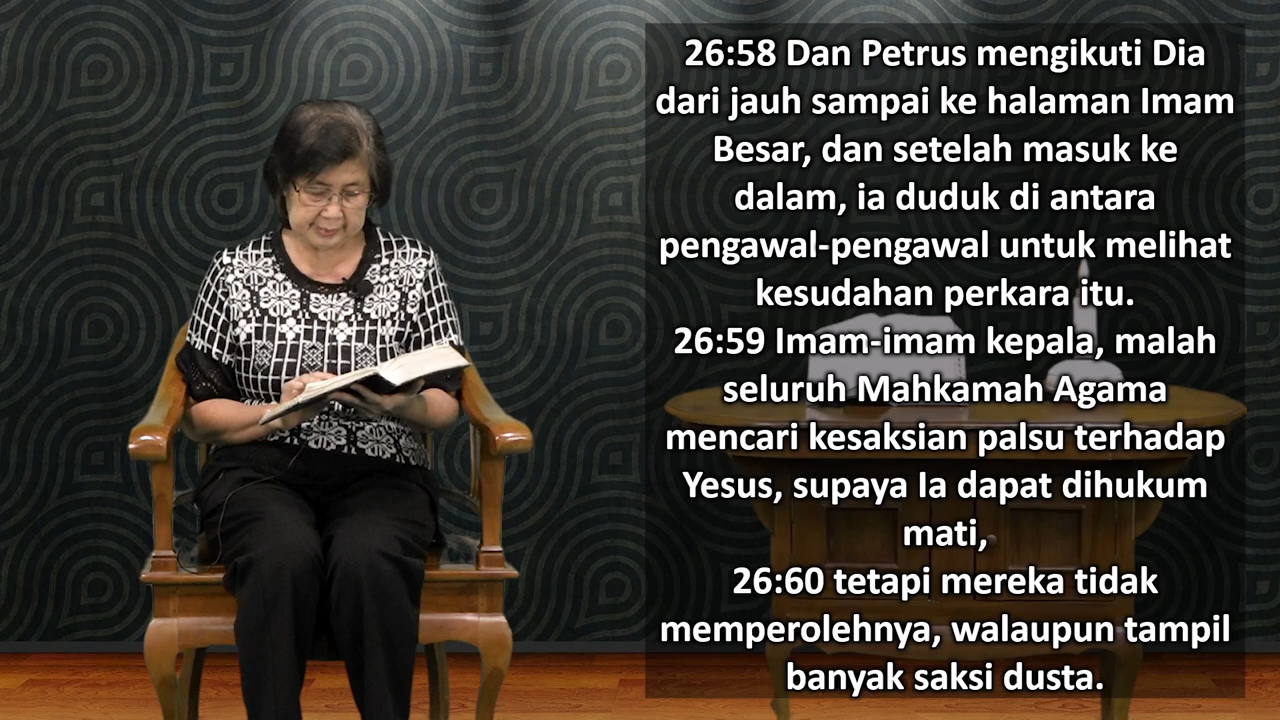 26:58 Dan Petrus mengikuti Dia
dari jauh sampai ke halaman Imam
Besar, dan setelah masuk ke
dalam, ia duduk di antara
pengawal-pengawal untuk melihat
kesudahan perkara itu.
26:59 Imam-imam kepala, malah
seluruh Mahkamah Agama
mencari kesaksian palsu terhadap
Yesus, supaya Ia dapat dihukum
mati,
26:60 tetapi mereka tidak
memperolehnya, walaupun tampil
banyak saksi dusta.